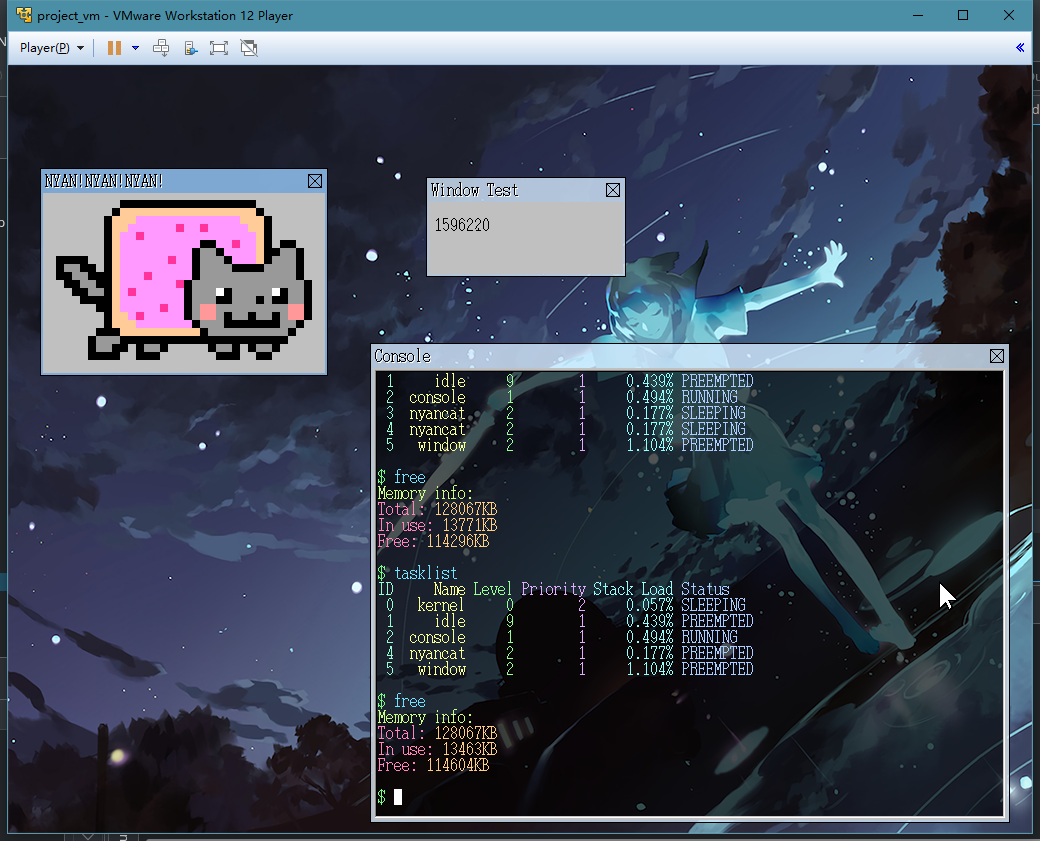 project_vm - VMware Workstation 12 Player
Player(P)
NYAN!NYAN!NYAN!
Window Test
1596220
Console
1 idle 9 1 0.439% PREEMPTED
2 console 1 1 0.494% RUNNING
3 nyancat 2 1 0.177% SLEEPING
4 nyancat 2 1 0.177% SLEEPING
5 window 2 1 1.104% PREEMPTED
$ free
Memory info:
Total: 128067KB
In use: 13771KB
Free: 114296KB
$ tasklist
ID Name Level Priority Stack Load Status
0 kernel 0 2 0.057% SLEEPING
1 idle 9 1 0.439% PREEMPTED
2 console 1 1 0.494% RUNNING
4 nyancat 2 1 0.177% PREEMPTED
5 window 2 1 1.104% PREEMPTED
$ free
Memory info:
Total: 128067KB
In use: 13463KB
Free: 114604KB
$